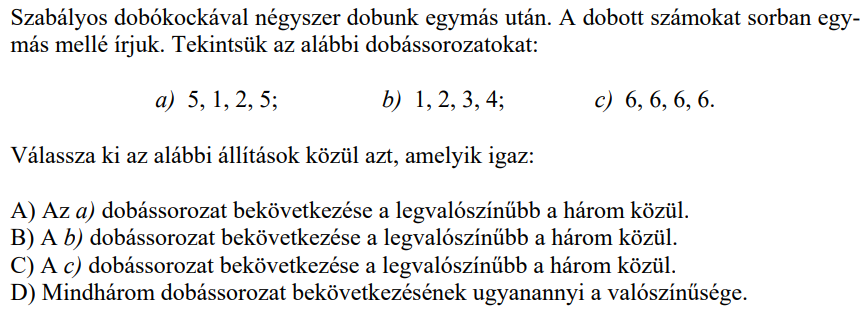 Szabályos dobókockával négyszer dobunk egymás után. A dobott számokat sorban egy-
más mellé írjuk. Tekintsük az alábbi dobássorozatokat:
a) 5, 1, 2, 5; b) 1, 2, 3, 4; c) 6, 6, 6, 6.
Válassza ki az alábbi állítások közül azt, amelyik igaz:
A) Az a) dobássorozat bekövetkezése a legvalószínűbb a három közül.
B) A b) dobássorozat bekövetkezése a legvalószínűbb a három közül.
C) A c) dobássorozat bekövetkezése a legvalószínűbb a három közül.
D) Mindhárom dobássorozat bekövetkezésének ugyanannyi a valószínűsége.